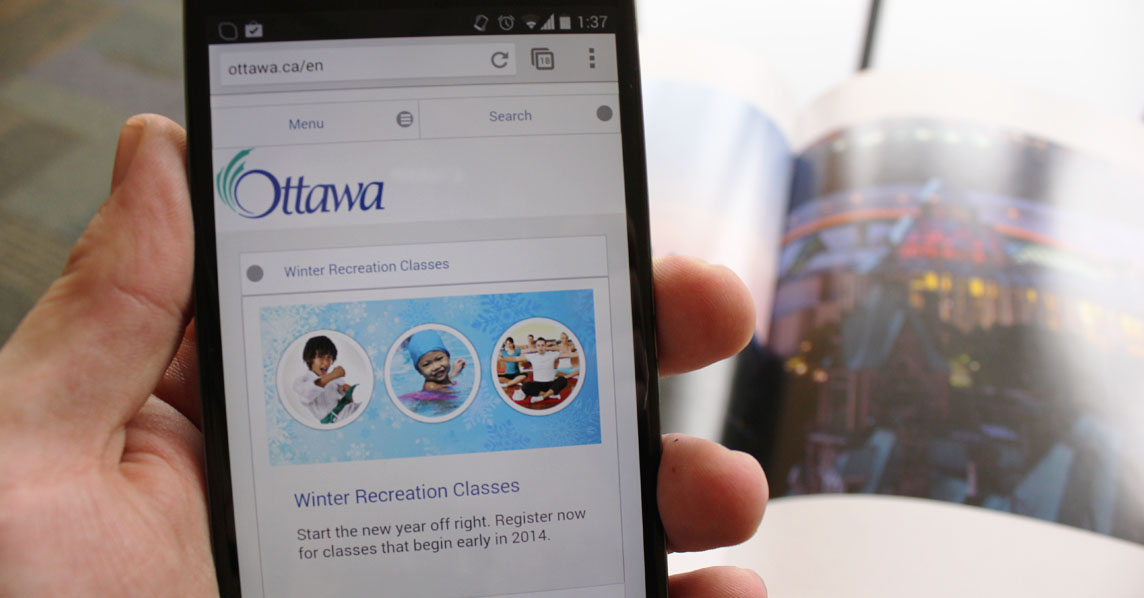 1:37
ottawa.ca/en
18
Menu
Search
Ottawa
Winter Recreation Classes
Winter Recreation Classes
Start the new year off right. Register now
for classes that begin early in 2014.